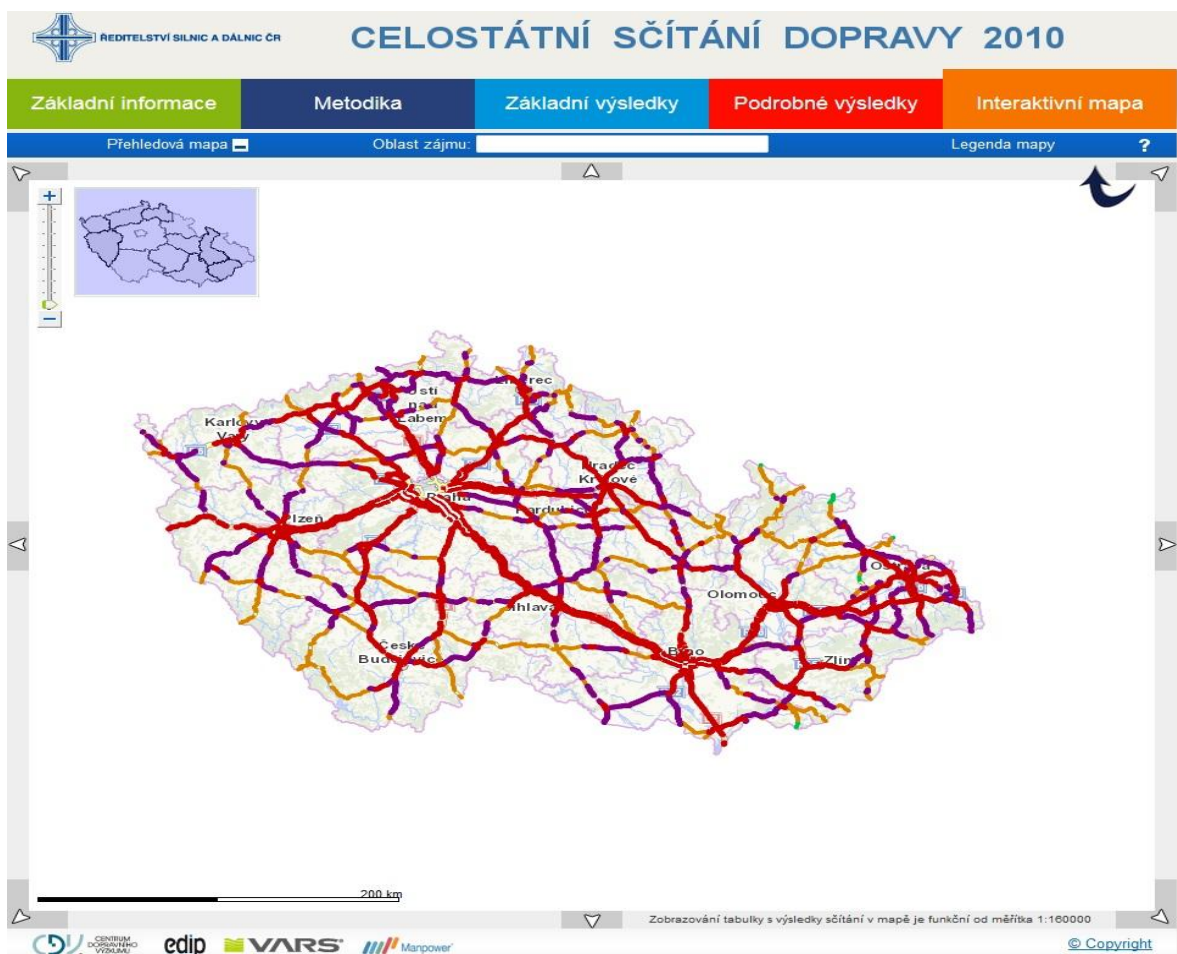 ŘEDITELSTVÍ SILNIC A DÁLNIC ČR
CELOSTÁTNÍ SČÍTÁNÍ DOPRAVY 2010
Základní informace
Metodika
Základní výsledky
Podrobné výsledky
Interaktivní mapa
Přehledová mapa
Oblast zájmu:
Legenda mapy
?
+
−
Ústí
nad
Labem
Karlovy
Vary
Hradec
Králové
Praha
Pardubice
Plzeň
Olomouc
Jihlava
České
Budějovice
Brno
Zlín
200 km
Zobrazování tabulky s výsledky sčítání v mapě je funkční od měřítka 1:160000
CENTRUM
DOPRAVNÍHO
VÝZKUMU
edip
VARS
Manpower
© Copyright